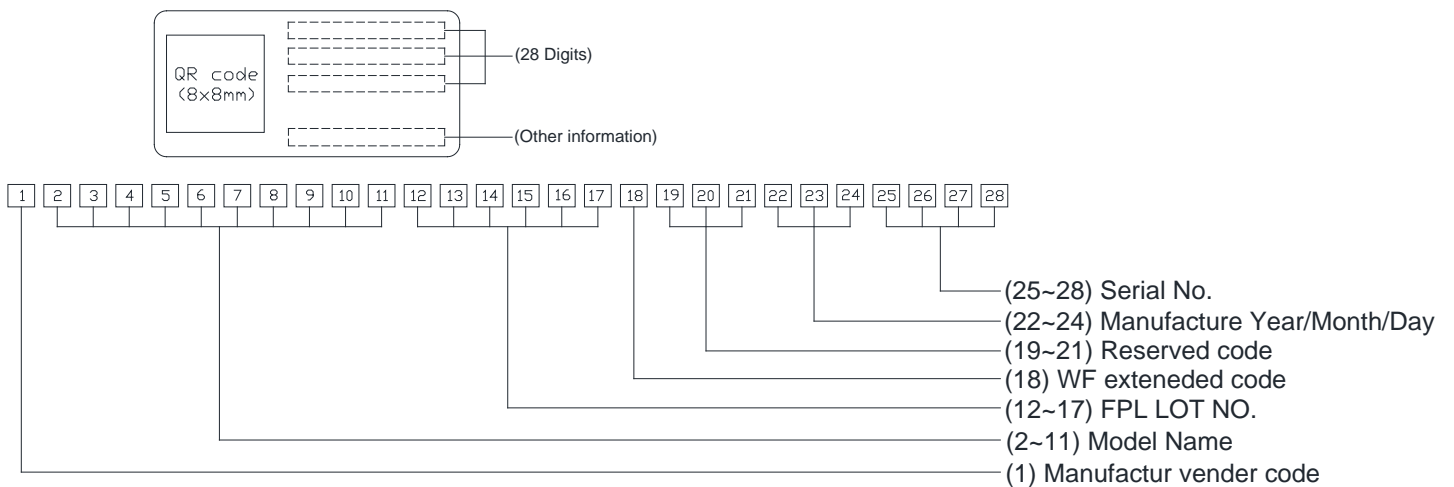 QR code
(8x8mm)
(28 Digits)
(Other information)
1 2 3 4 5 6 7 8 9 10 11 12 13 14 15 16 17 18 19 20 21 22 23 24 25 26 27 28
(25~28) Serial No.
(22~24) Manufacture Year/Month/Day
(19~21) Reserved code
(18) WF exteneded code
(12~17) FPL LOT NO.
(2~11) Model Name
(1) Manufactur vender code